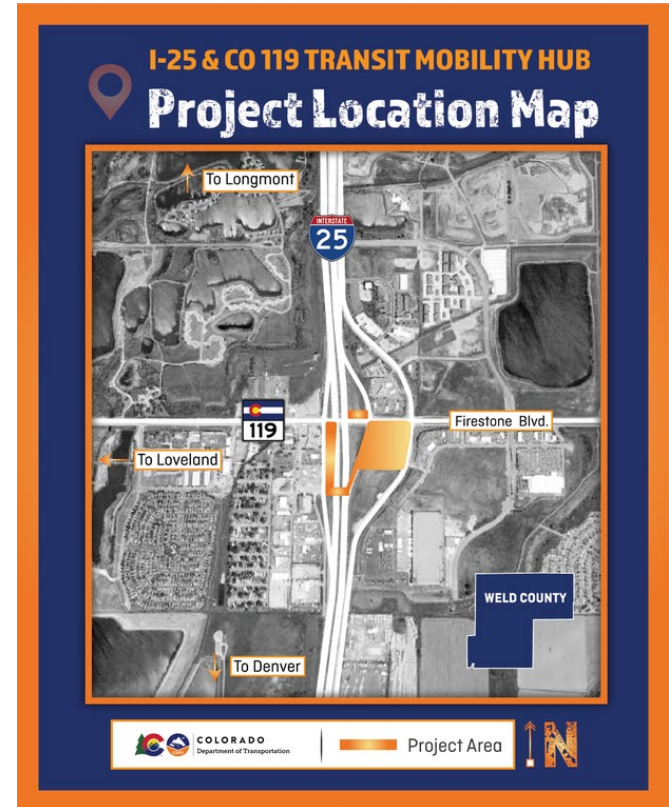 I-25 & CO 119 TRANSIT MOBILITY HUB
Project Location Map
To Longmont
INTERSTATE
25
119
Firestone Blvd.
To Loveland
WELD COUNTY
To Denver
COLORADO
Department of Transportation
Project Area
N